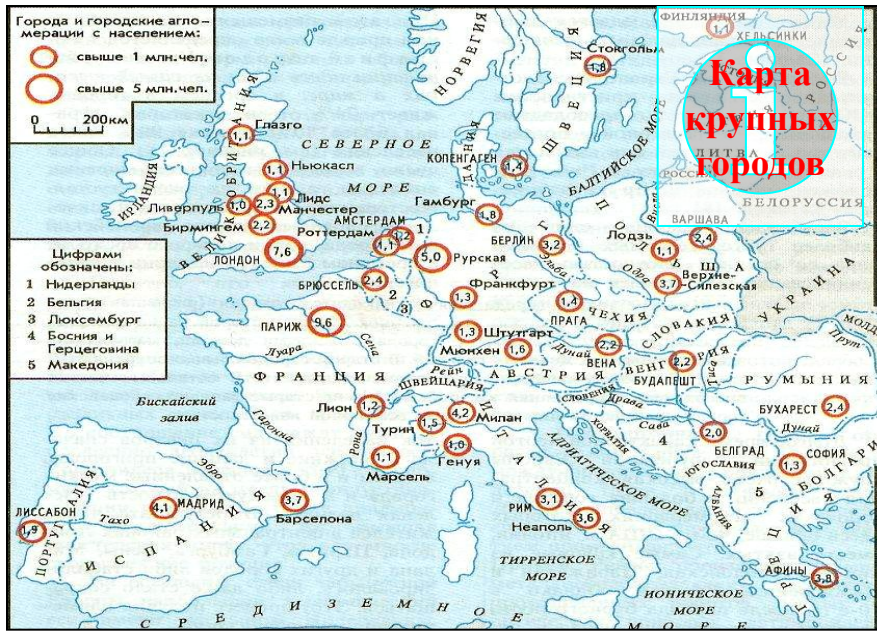 Города и городские агло-
мерации с населением:
свыше 1 млн.чел.
свыше 5 млн.чел.
0 200км
Карта
крупных
городов
ФИНЛЯНДИЯ
1,1
ХЕЛЬСИНКИ
РОССИЯ
НОРВЕГИЯ
Стокгольм
1,8
ШВЕЦИЯ
Глазго
1,1
СЕВЕРНОЕ
МОРЕ
ДАНИЯ
КОПЕНГАГЕН
1,4
БАЛТИЙСКОЕ МОРЕ
ЛИТВА
БЕЛОРУССИЯ
Ньюкасл
1,1
ИРЛАНДИЯ
ВЕЛИКОБРИТАНИЯ
1,1
Лидс
Ливерпуль
1,0
2,3
Манчестер
Бирмингем
2,2
ЛОНДОН
7,6
АМСТЕРДАМ
1,2
1
Роттердам
1,1
Гамбург
1,8
БЕРЛИН
3,2
Эльба
ПОЛЬША
Висла
ВАРШАВА
2,4
Лодзь
1,1
Одра
3,7
Верхне-
Силезская
УКРАИНА
5,0
Рурская
ФРГ
БРЮССЕЛЬ
2,4
2
3
Франкфурт
1,3
1,4
ПРАГА
ЧЕХИЯ
СЛОВАКИЯ
Цифрами
обозначены:
1 Нидерланды
2 Бельгия
3 Люксембург
4 Босния и
Герцеговина
5 Македония
ПАРИЖ
9,6
Сена
Луара
1,3
Штутгарт
Мюнхен
1,6
Дунай
2,2
ВЕНА
ВЕНГРИЯ
2,2
БУДАПЕШТ
Тиса
МОЛД
Прут
РУМЫНИЯ
БУХАРЕСТ
2,4
Дунай
ФРАНЦИЯ
Рейн
ШВЕЙЦАРИЯ
АВСТРИЯ
СЛОВЕНИЯ
Драва
Бискайский
залив
Гаронна
Рона
Лион
1,2
Турин
1,5
4,2
Милан
1,0
Генуя
1,1
Марсель
ИТАЛИЯ
ХОРВАТИЯ
Сава
4
2,0
БЕЛГРАД
ЮГОСЛАВИЯ
СОФИЯ
1,3
БОЛГАРИ
5
АЛБАНИЯ
АДРИАТИЧЕСКОЕ МОРЕ
Эбро
ПОРТУГАЛИЯ
ЛИССАБОН
1,9
Тахо
4,1
МАДРИД
ИСПАНИЯ
3,7
Барселона
РИМ
3,1
Неаполь
3,6
ТИРРЕНСКОЕ
МОРЕ
ГРЕЦИЯ
АФИНЫ
3,8
ИОНИЧЕСКОЕ
МОРЕ
СРЕДИЗЕМНОЕ